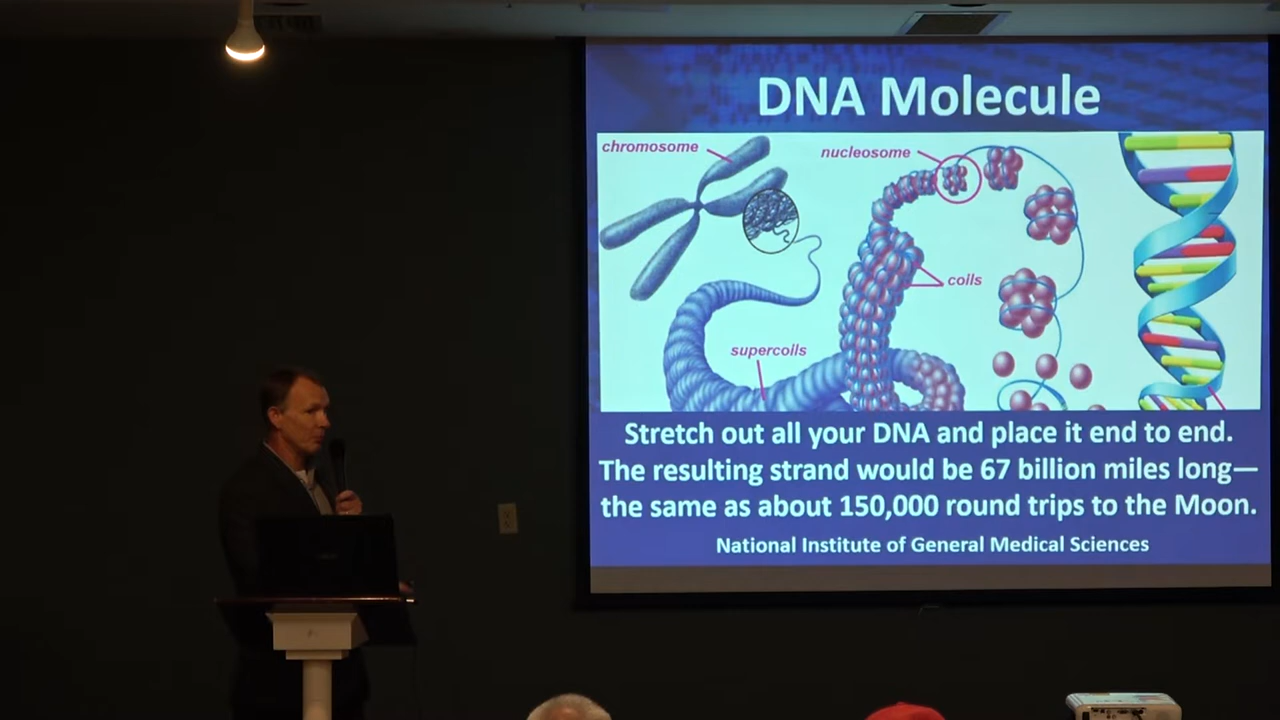 DNA Molecule
chromosome
nucleosome
coils
supercoils
Stretch out all your DNA and place it end to end.
The resulting strand would be 67 billion miles long—
the same as about 150,000 round trips to the Moon.
National Institute of General Medical Sciences